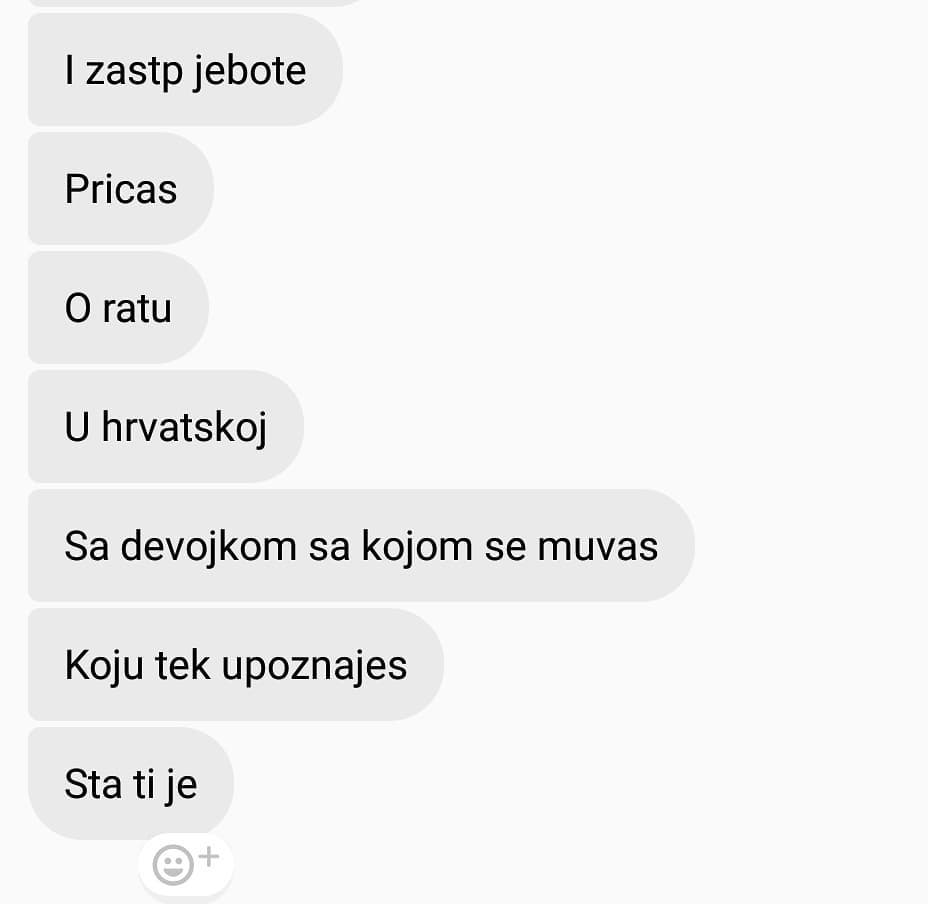 I zastp jebote
Pricas
O ratu
U hrvatskoj
Sa devojkom sa kojom se muvas
Koju tek upoznajes
Sta ti je